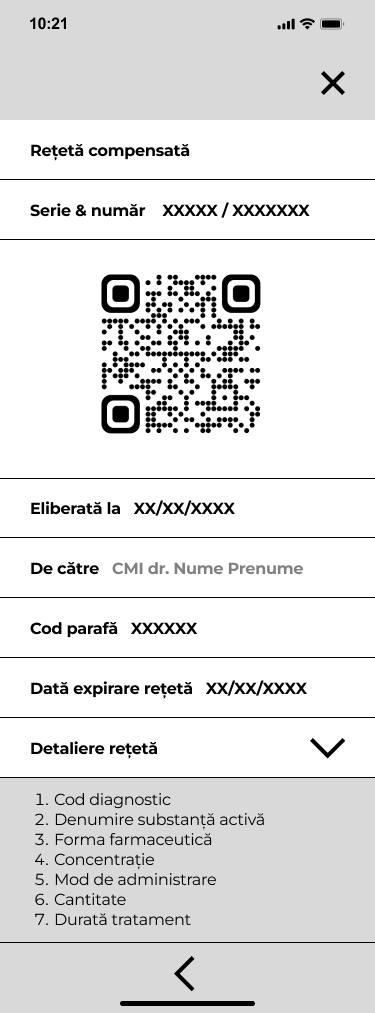 10:21
Rețetă compensată
Serie & număr XXXXX / XXXXXXX
Eliberată la XX/XX/XXXX
De către CMI dr. Nume Prenume
Cod parafă XXXXXX
Dată expirare rețetă XX/XX/XXXX
Detaliere rețetă
1. Cod diagnostic
2. Denumire substanță activă
3. Forma farmaceutică
4. Concentrație
5. Mod de administrare
6. Cantitate
7. Durată tratament